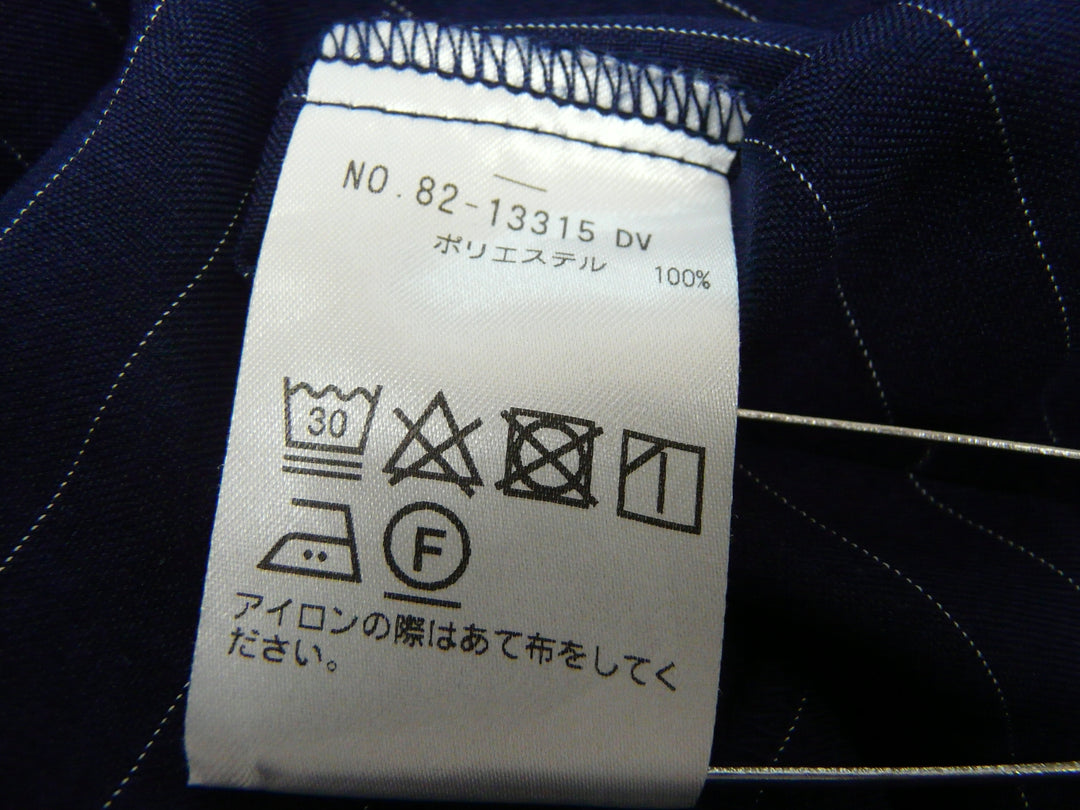 NO.82-13315 DV
ポリエステル 100%
30
F
アイロンの際はあて布をしてく
ださい。